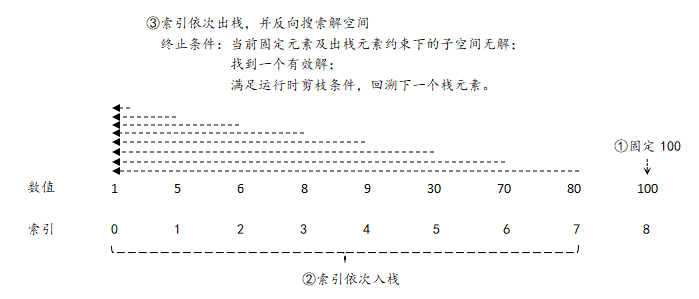 ③索引依次出栈，并反向搜索解空间
终止条件：当前固定元素及出栈元素约束下的子空间无解；
找到一个有效解；
满足运行时剪枝条件，回溯下一个栈元素。
①固定 100
数值 1 5 6 8 9 30 70 80 100
索引 0 1 2 3 4 5 6 7 8
②索引依次入栈